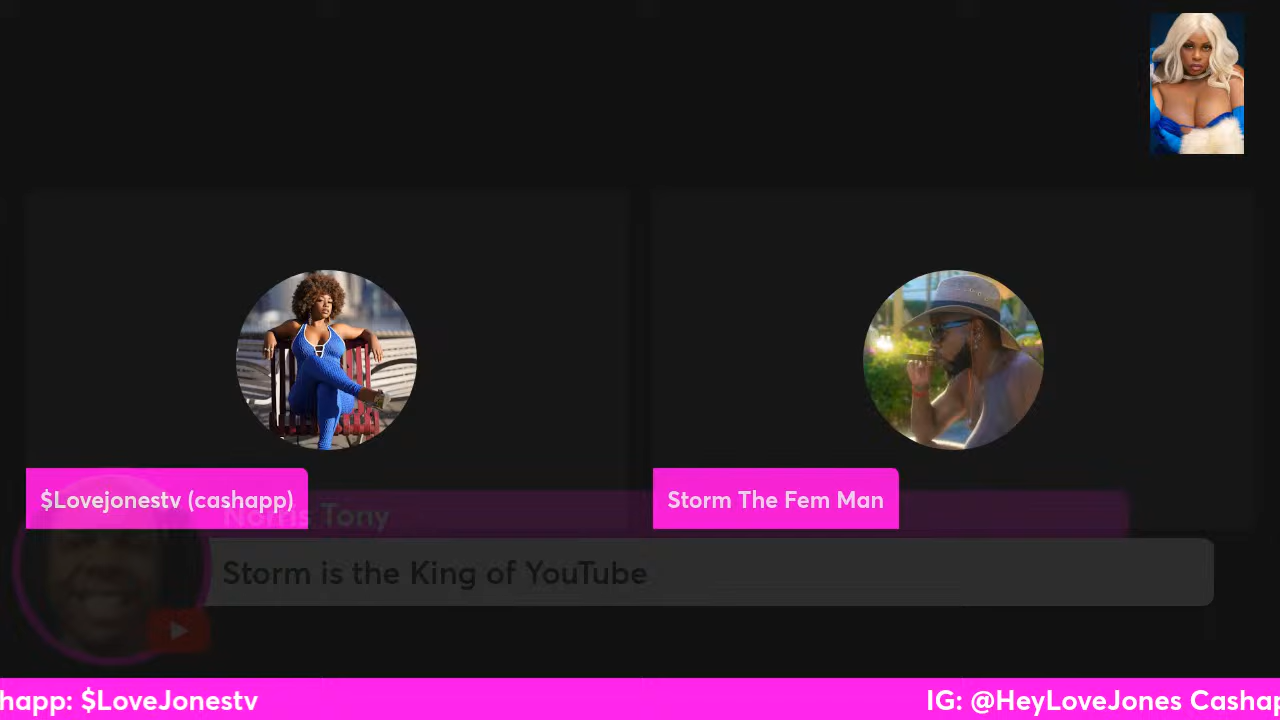 $Lovejonestv (cashapp)
Storm The Fem Man
Norris Tony
Storm is the King of YouTube
happ: $LoveJonestv
IG: @HeyLoveJones Cashap